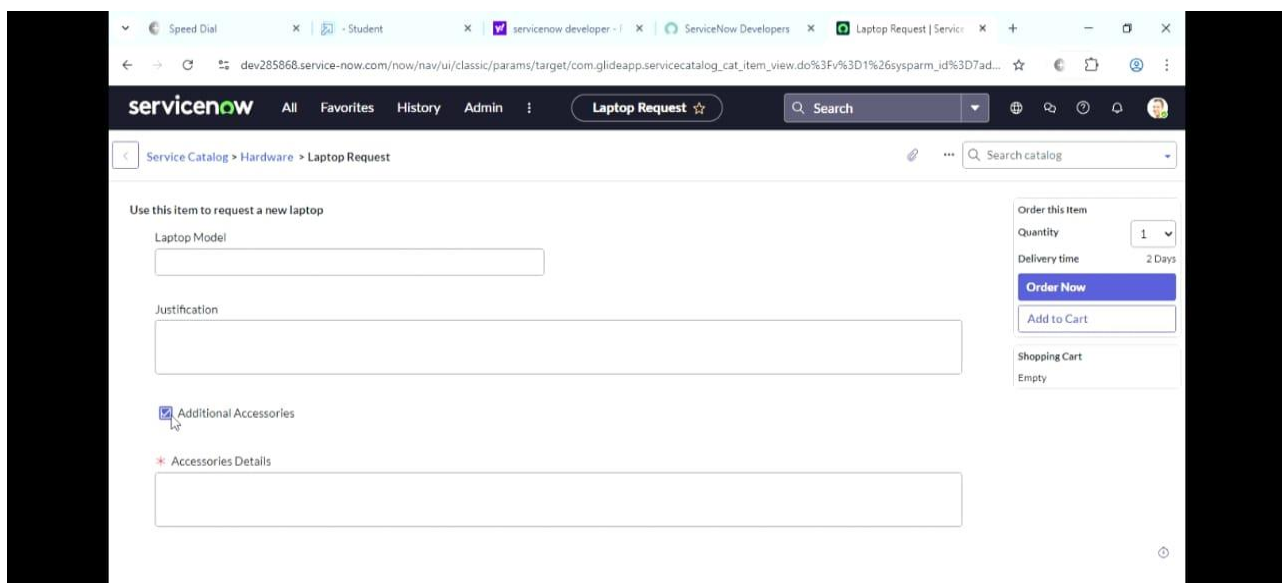 Speed Dial - Student servicenow developer - ServiceNow Developers Laptop Request | Service
dev285868.service-now.com/now/nav/ui/classic/params/target/com.glideapp.servicecatalog_cat_item_view.do%3Fv%3D1%26sysparm_id%3D7ad...
servicenow All Favorites History Admin Laptop Request Search
Service Catalog > Hardware > Laptop Request Search catalog
Use this item to request a new laptop
Laptop Model
Justification
Additional Accessories
* Accessories Details
Order this Item
Quantity 1
Delivery time 2 Days
Order Now
Add to Cart
Shopping Cart
Empty